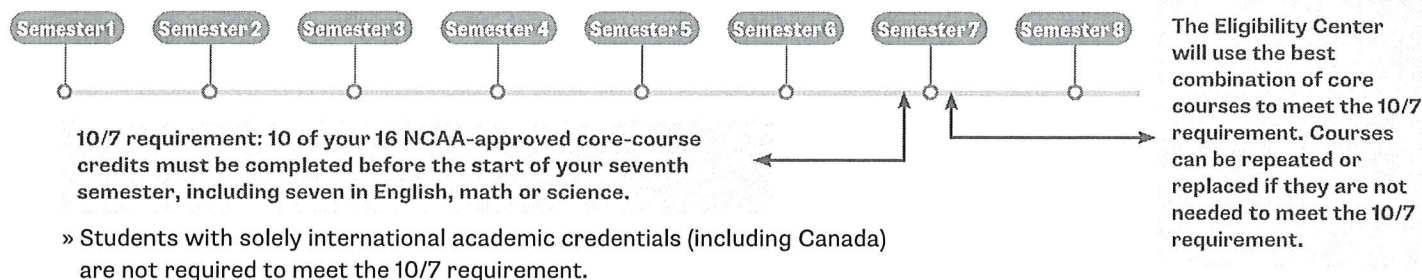 Semester 1 Semester 2 Semester 3 Semester 4 Semester 5 Semester 6 Semester 7 Semester 8
10/7 requirement: 10 of your 16 NCAA-approved core-course
credits must be completed before the start of your seventh
semester, including seven in English, math or science.
» Students with solely international academic credentials (including Canada)
are not required to meet the 10/7 requirement.
The Eligibility Center
will use the best
combination of core
courses to meet the 10/7
requirement. Courses
can be repeated or
replaced if they are not
needed to meet the 10/7
requirement.